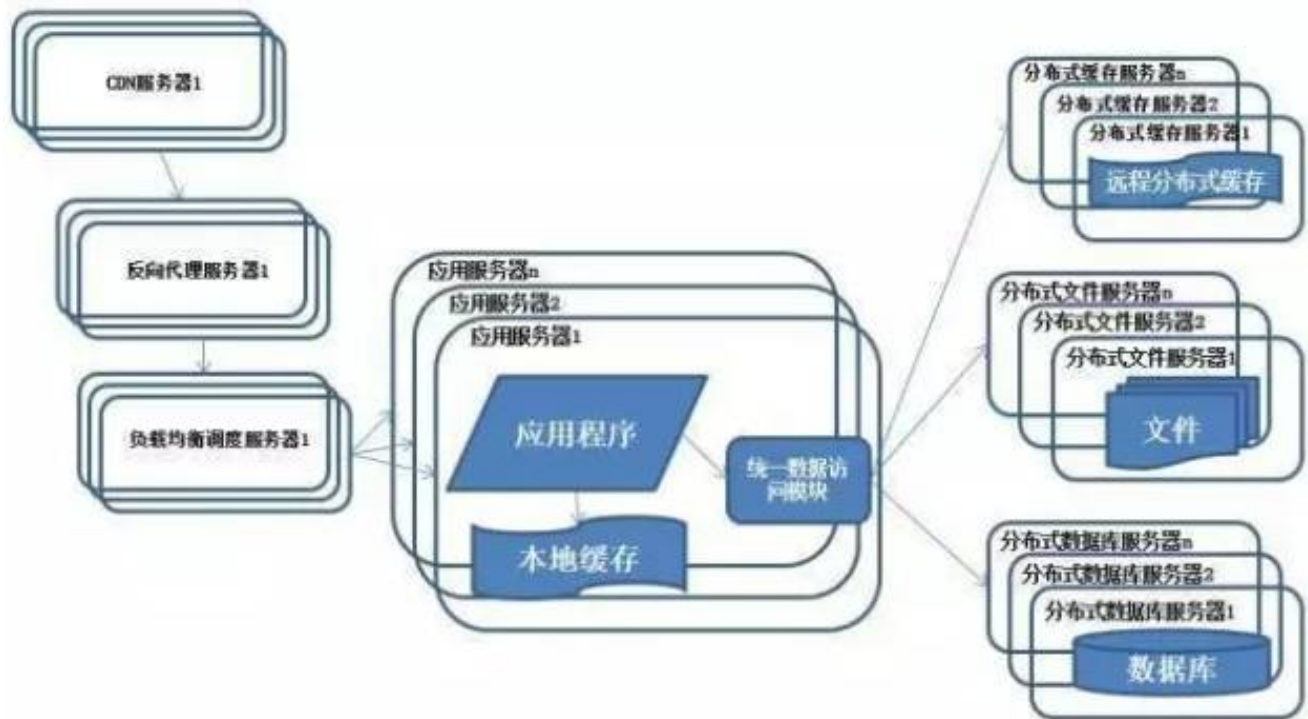 CDN服务器1
反向代理服务器1
负载均衡调度服务器1
应用服务器n
应用服务器2
应用服务器1
应用程序
本地缓存
统一数据访
问模块
分布式缓存服务器n
分布式缓存服务器2
分布式缓存服务器1
远程分布式缓存
分布式文件服务器n
分布式文件服务器2
分布式文件服务器1
文件
分布式数据库服务器n
分布式数据库服务器2
分布式数据库服务器1
数据库